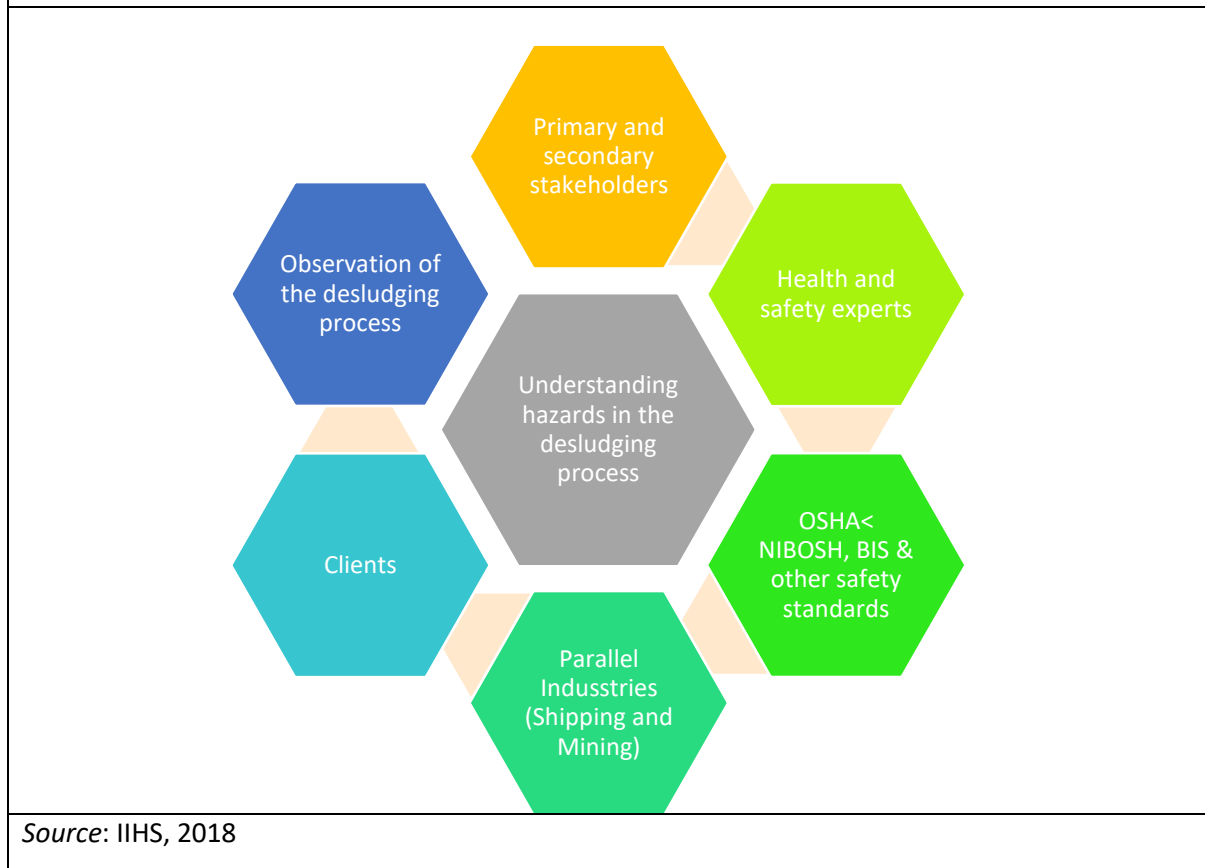 Primary and
secondary
stakeholders
Observation of
the desludging
process
Health and
safety experts
Understanding
hazards in the
desludging
process
Clients
OSHA<
NIBOSH, BIS &
other safety
standards
Parallel
Indusstries
(Shipping and
Mining)
Source: IIHS, 2018